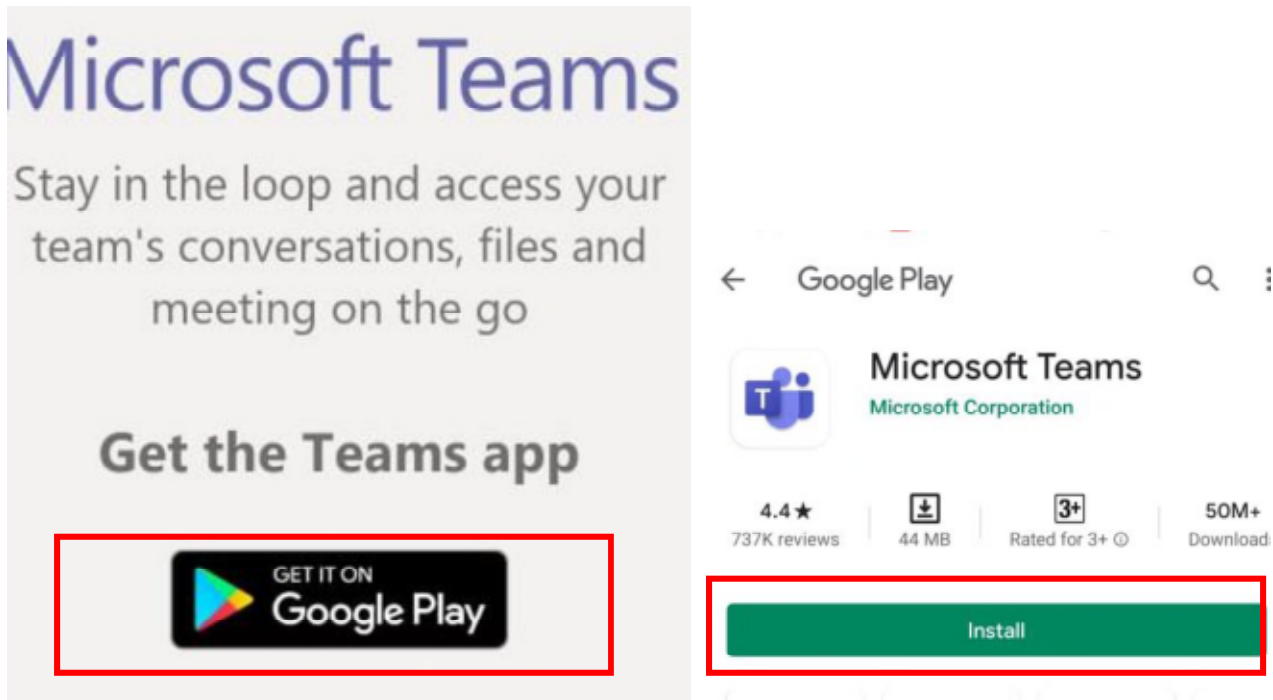 Microsoft Teams
Stay in the loop and access your
team's conversations, files and
meeting on the go
Get the Teams app
GET IT ON
Google Play
Google Play
Microsoft Teams
Microsoft Corporation
T
4.4★
737K reviews
44 MB
3+
Rated for 3+
50M+
Download
Install